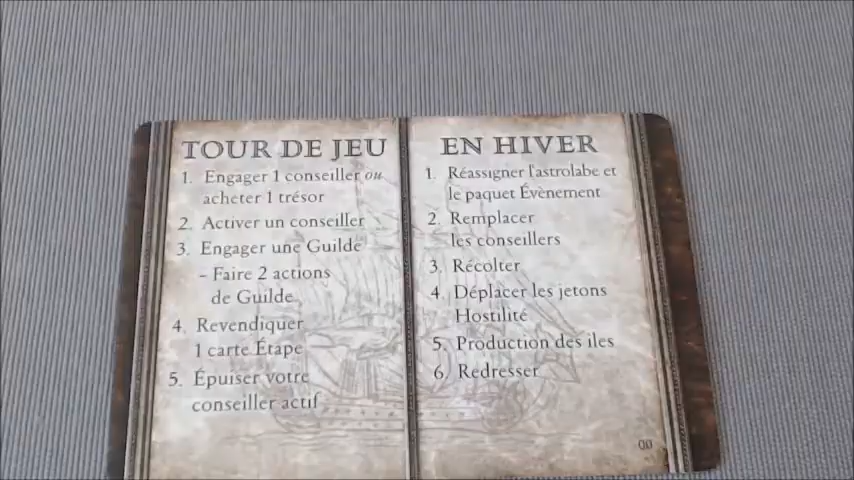 TOUR DE JEU
1. Engager 1 conseiller ou
acheter 1 trésor
2. Activer un conseiller
3. Engager une Guilde
– Faire 2 actions
de Guilde
4. Revendiquer
1 carte Étape
5. Épuiser votre
conseiller actif
EN HIVER
1. Réassigner l'astrolabe et
le paquet Évènement
2. Remplacer
les conseillers
3. Récolter
4. Déplacer les jetons
Hostilité
5. Production des iles
6. Redresser
00